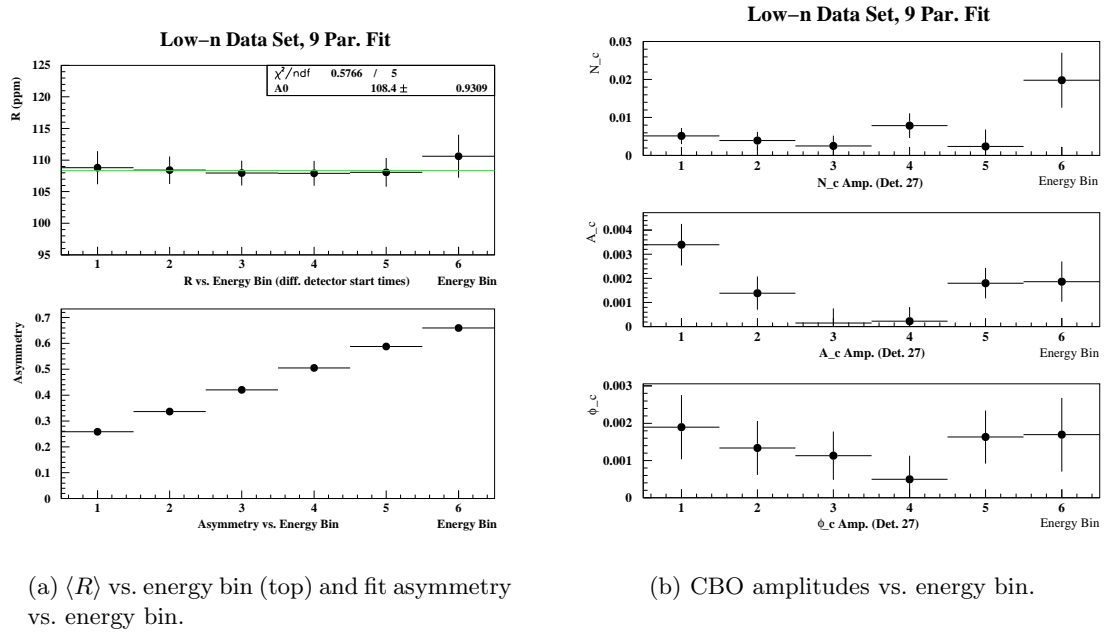 Low−n Data Set, 9 Par. Fit
R (ppm)
125
120
115
110
105
100
95
χ²/ndf 0.5766 / 5
A0 108.4 ± 0.9309
1 2 3 4 5 6
R vs. Energy Bin (diff. detector start times) Energy Bin
Asymmetry
0.7
0.6
0.5
0.4
0.3
0.2
0.1
0
1 2 3 4 5 6
Asymmetry vs. Energy Bin Energy Bin
(a) ⟨R⟩ vs. energy bin (top) and fit asymmetry
vs. energy bin.
Low−n Data Set, 9 Par. Fit
N_c
0.03
0.02
0.01
0
1 2 3 4 5 6
N_c Amp. (Det. 27) Energy Bin
A_c
0.004
0.003
0.002
0.001
0
1 2 3 4 5 6
A_c Amp. (Det. 27) Energy Bin
ϕ_c
0.003
0.002
0.001
0
1 2 3 4 5 6
ϕ_c Amp. (Det. 27) Energy Bin
(b) CBO amplitudes vs. energy bin.